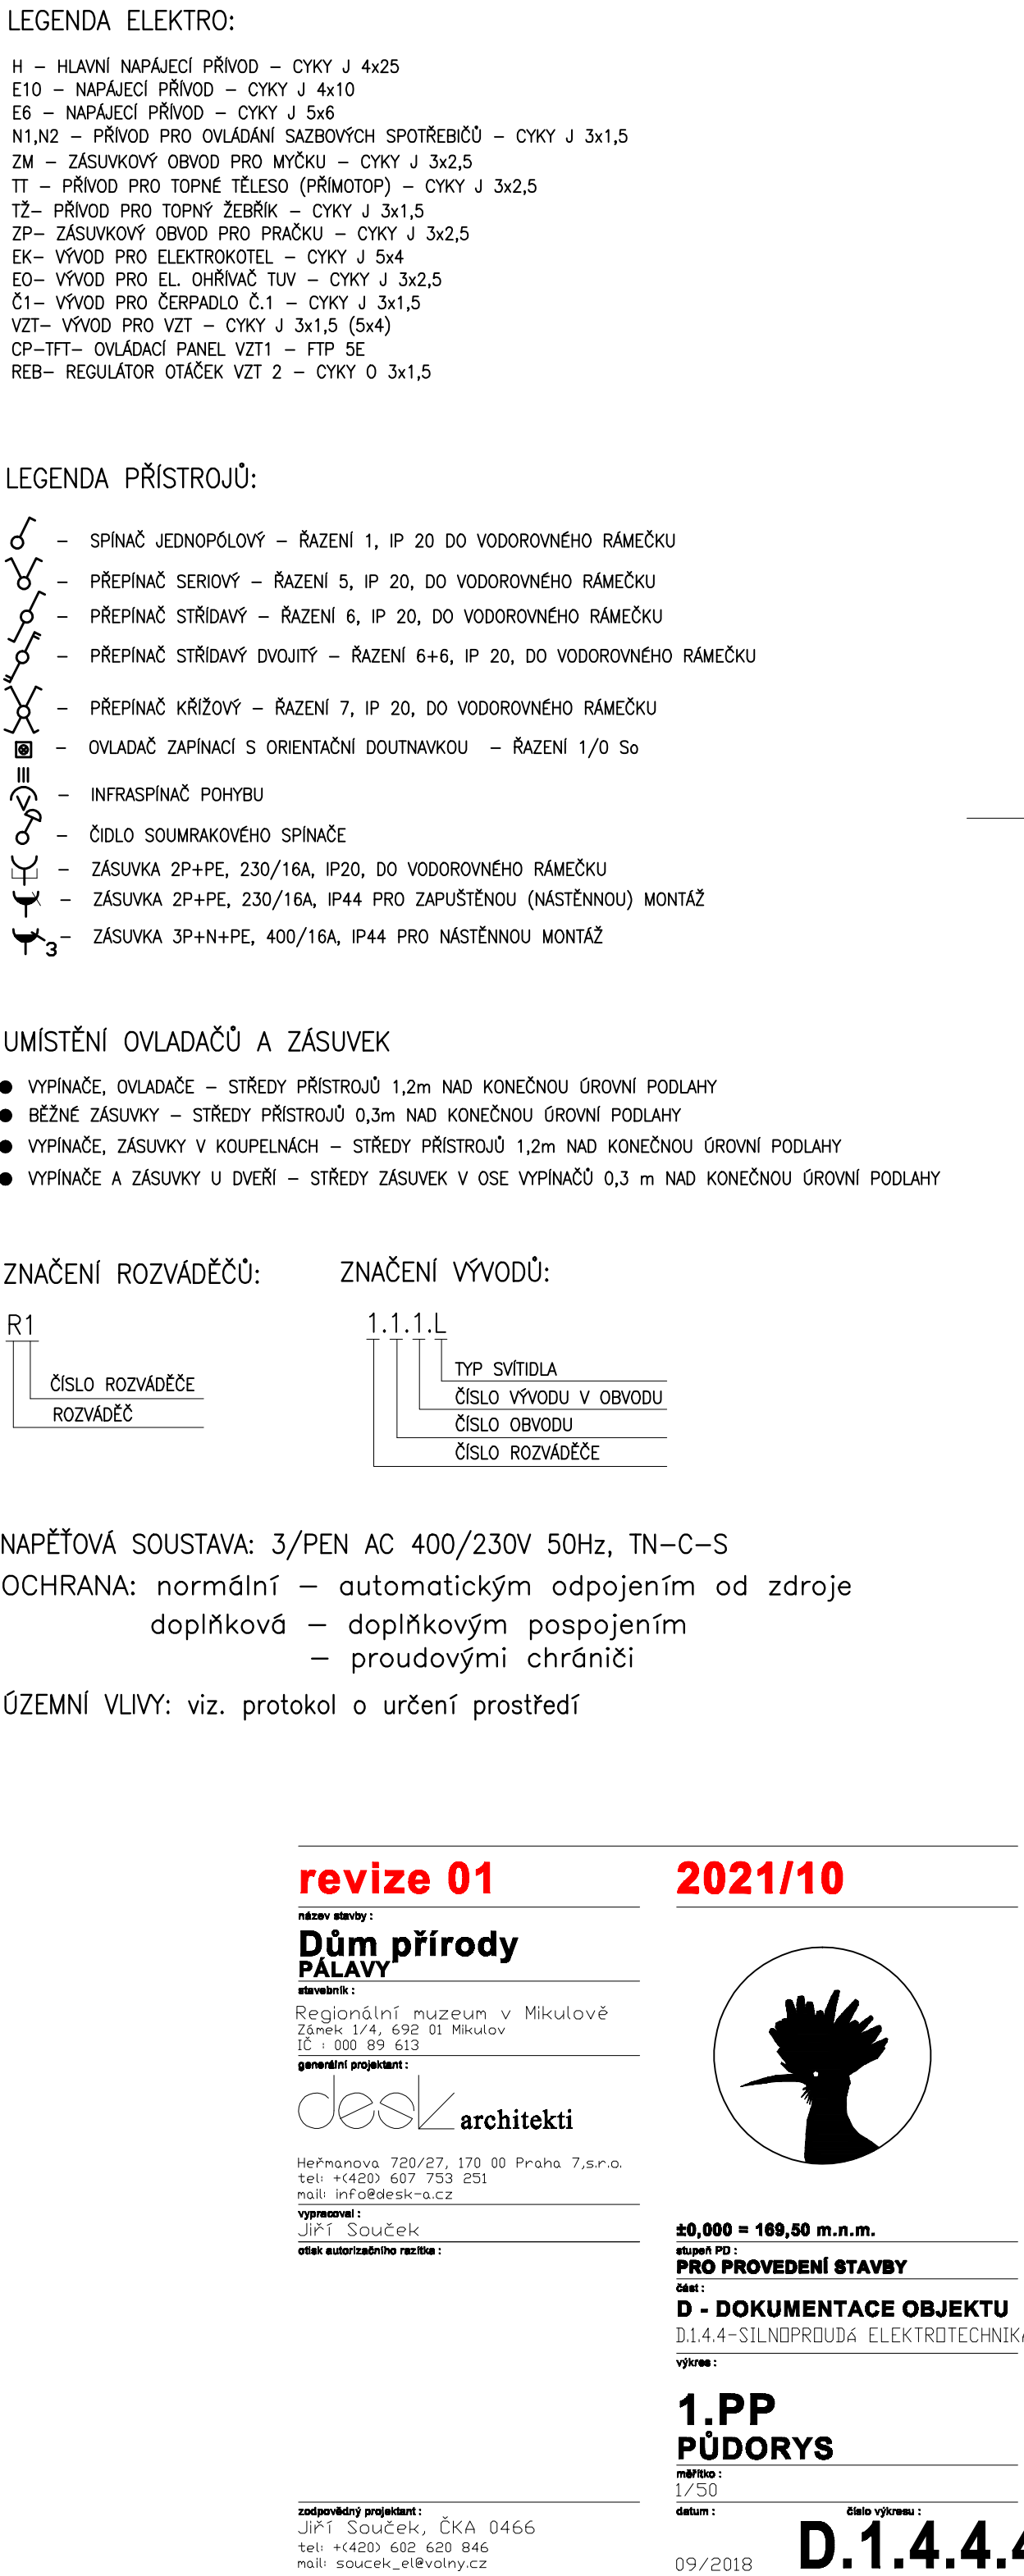 LEGENDA ELEKTRO:
H – HLAVNÍ NAPÁJECÍ PŘÍVOD – CYKY J 4x25
E10 – NAPÁJECÍ PŘÍVOD – CYKY J 4x10
E6 – NAPÁJECÍ PŘÍVOD – CYKY J 5x6
N1,N2 – PŘÍVOD PRO OVLÁDÁNÍ SAZBOVÝCH SPOTŘEBIČŮ – CYKY J 3x1,5
ZM – ZÁSUVKOVÝ OBVOD PRO MYČKU – CYKY J 3x2,5
TT – PŘÍVOD PRO TOPNÉ TĚLESO (PŘÍMOTOP) – CYKY J 3x2,5
TŽ– PŘÍVOD PRO TOPNÝ ŽEBŘÍK – CYKY J 3x1,5
ZP– ZÁSUVKOVÝ OBVOD PRO PRAČKU – CYKY J 3x2,5
EK– VÝVOD PRO ELEKTROKOTEL – CYKY J 5x4
EO– VÝVOD PRO EL. OHŘÍVAČ TUV – CYKY J 3x2,5
Č1– VÝVOD PRO ČERPADLO Č.1 – CYKY J 3x1,5
VZT– VÝVOD PRO VZT – CYKY J 3x1,5 (5x4)
CP–TFT– OVLÁDACÍ PANEL VZT1 – FTP 5E
REB– REGULÁTOR OTÁČEK VZT 2 – CYKY O 3x1,5
LEGENDA PŘÍSTROJŮ:
– SPÍNAČ JEDNOPÓLOVÝ – ŘAZENÍ 1, IP 20 DO VODOROVNÉHO RÁMEČKU
– PŘEPÍNAČ SERIOVÝ – ŘAZENÍ 5, IP 20, DO VODOROVNÉHO RÁMEČKU
– PŘEPÍNAČ STŘÍDAVÝ – ŘAZENÍ 6, IP 20, DO VODOROVNÉHO RÁMEČKU
– PŘEPÍNAČ STŘÍDAVÝ DVOJITÝ – ŘAZENÍ 6+6, IP 20, DO VODOROVNÉHO RÁMEČKU
– PŘEPÍNAČ KŘÍŽOVÝ – ŘAZENÍ 7, IP 20, DO VODOROVNÉHO RÁMEČKU
– OVLADAČ ZAPÍNACÍ S ORIENTAČNÍ DOUTNAVKOU – ŘAZENÍ 1/0 So
– INFRASPÍNAČ POHYBU
– ČIDLO SOUMRAKOVÉHO SPÍNAČE
– ZÁSUVKA 2P+PE, 230/16A, IP20, DO VODOROVNÉHO RÁMEČKU
– ZÁSUVKA 2P+PE, 230/16A, IP44 PRO ZAPUŠTĚNOU (NÁSTĚNNOU) MONTÁŽ
3 – ZÁSUVKA 3P+N+PE, 400/16A, IP44 PRO NÁSTĚNNOU MONTÁŽ
UMÍSTĚNÍ OVLADAČŮ A ZÁSUVEK
● VYPÍNAČE, OVLADAČE – STŘEDY PŘÍSTROJŮ 1,2m NAD KONEČNOU ÚROVNÍ PODLAHY
● BĚŽNÉ ZÁSUVKY – STŘEDY PŘÍSTROJŮ 0,3m NAD KONEČNOU ÚROVNÍ PODLAHY
● VYPÍNAČE, ZÁSUVKY V KOUPELNÁCH – STŘEDY PŘÍSTROJŮ 1,2m NAD KONEČNOU ÚROVNÍ PODLAHY
● VYPÍNAČE A ZÁSUVKY U DVEŘÍ – STŘEDY ZÁSUVEK V OSE VYPÍNAČŮ 0,3 m NAD KONEČNOU ÚROVNÍ PODLAHY
ZNAČENÍ ROZVÁDĚČŮ:
R1
ČÍSLO ROZVÁDĚČE
ROZVÁDĚČ
ZNAČENÍ VÝVODŮ:
1.1.1.L
TYP SVÍTIDLA
ČÍSLO VÝVODU V OBVODU
ČÍSLO OBVODU
ČÍSLO ROZVÁDĚČE
NAPĚŤOVÁ SOUSTAVA: 3/PEN AC 400/230V 50Hz, TN–C–S
OCHRANA: normální – automatickým odpojením od zdroje
doplňková – doplňkovým pospojením
– proudovými chrániči
ÚZEMNÍ VLIVY: viz. protokol o určení prostředí
revize 01
2021/10
název stavby :
Dům přírody
PÁLAVY
stavebník :
Regionální muzeum v Mikulově
Zámek 1/4, 692 01 Mikulov
IČ : 000 89 613
generální projektant :
desk architekti
Heřmanova 720/27, 170 00 Praha 7,s.r.o.
tel: +(420) 607 753 251
mail: info@desk-a.cz
vypracoval :
Jiří Souček
otisk autorizačního razítka :
±0,000 = 169,50 m.n.m.
stupeň PD :
PRO PROVEDENÍ STAVBY
část :
D - DOKUMENTACE OBJEKTU
D.1.4.4-SILNOPROUDá ELEKTROTECHNIKA
výkres :
1.PP
PŮDORYS
měřítko :
1/50
zodpovědný projektant :
Jiří Souček, ČKA 0466
tel: +(420) 602 620 846
mail: soucek_el@volny.cz
datum :
09/2018
číslo výkresu :
D.1.4.4.4